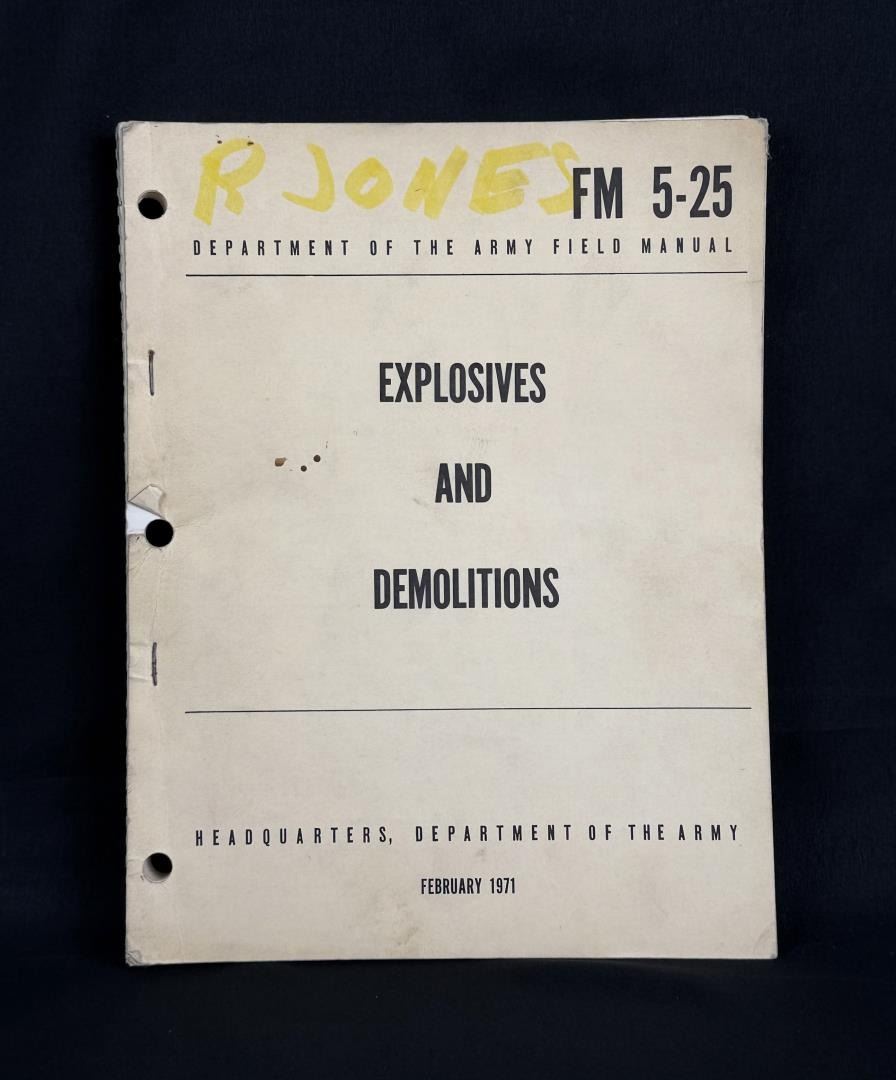 R JONES
FM 5-25
DEPARTMENT OF THE ARMY FIELD MANUAL
EXPLOSIVES
AND
DEMOLITIONS
HEADQUARTERS, DEPARTMENT OF THE ARMY
FEBRUARY 1971